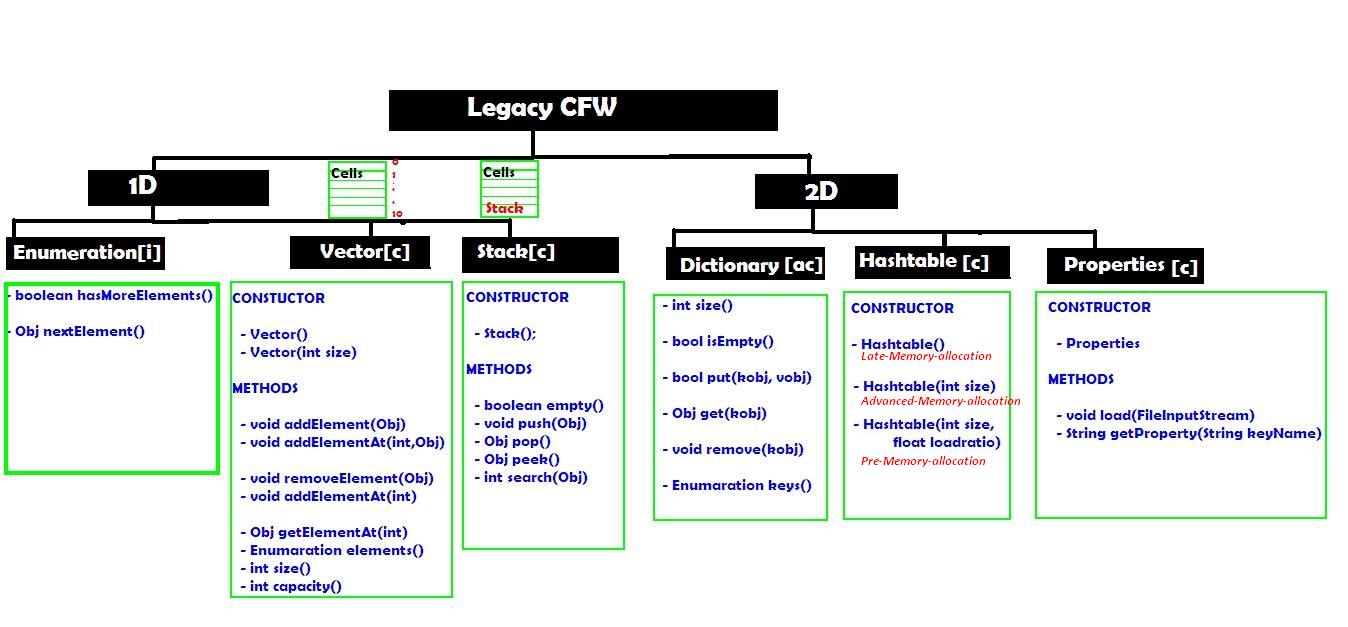 Legacy CFW
1D
Cells
0
1
.
.
10
Cells
Stack
2D
Enumeration[i]
- boolean hasMoreElements()
- Obj nextElement()
Vector[c]
CONSTUCTOR
- Vector()
- Vector(int size)
METHODS
- void addElement(Obj)
- void addElementAt(int,Obj)
- void removeElement(Obj)
- void addElementAt(int)
- Obj getElementAt(int)
- Enumaration elements()
- int size()
- int capacity()
Stack[c]
CONSTRUCTOR
- Stack();
METHODS
- boolean empty()
- void push(Obj)
- Obj pop()
- Obj peek()
- int search(Obj)
Dictionary [ac]
- int size()
- bool isEmpty()
- bool put(kobj, vobj)
- Obj get(kobj)
- void remove(kobj)
- Enumaration keys()
Hashtable [c]
CONSTRUCTOR
- Hashtable()
Late-Memory-allocation
- Hashtable(int size)
Advanced-Memory-allocation
- Hashtable(int size,
float loadratio)
Pre-Memory-allocation
Properties [c]
CONSTRUCTOR
- Properties
METHODS
- void load(FileInputStream)
- String getProperty(String keyName)